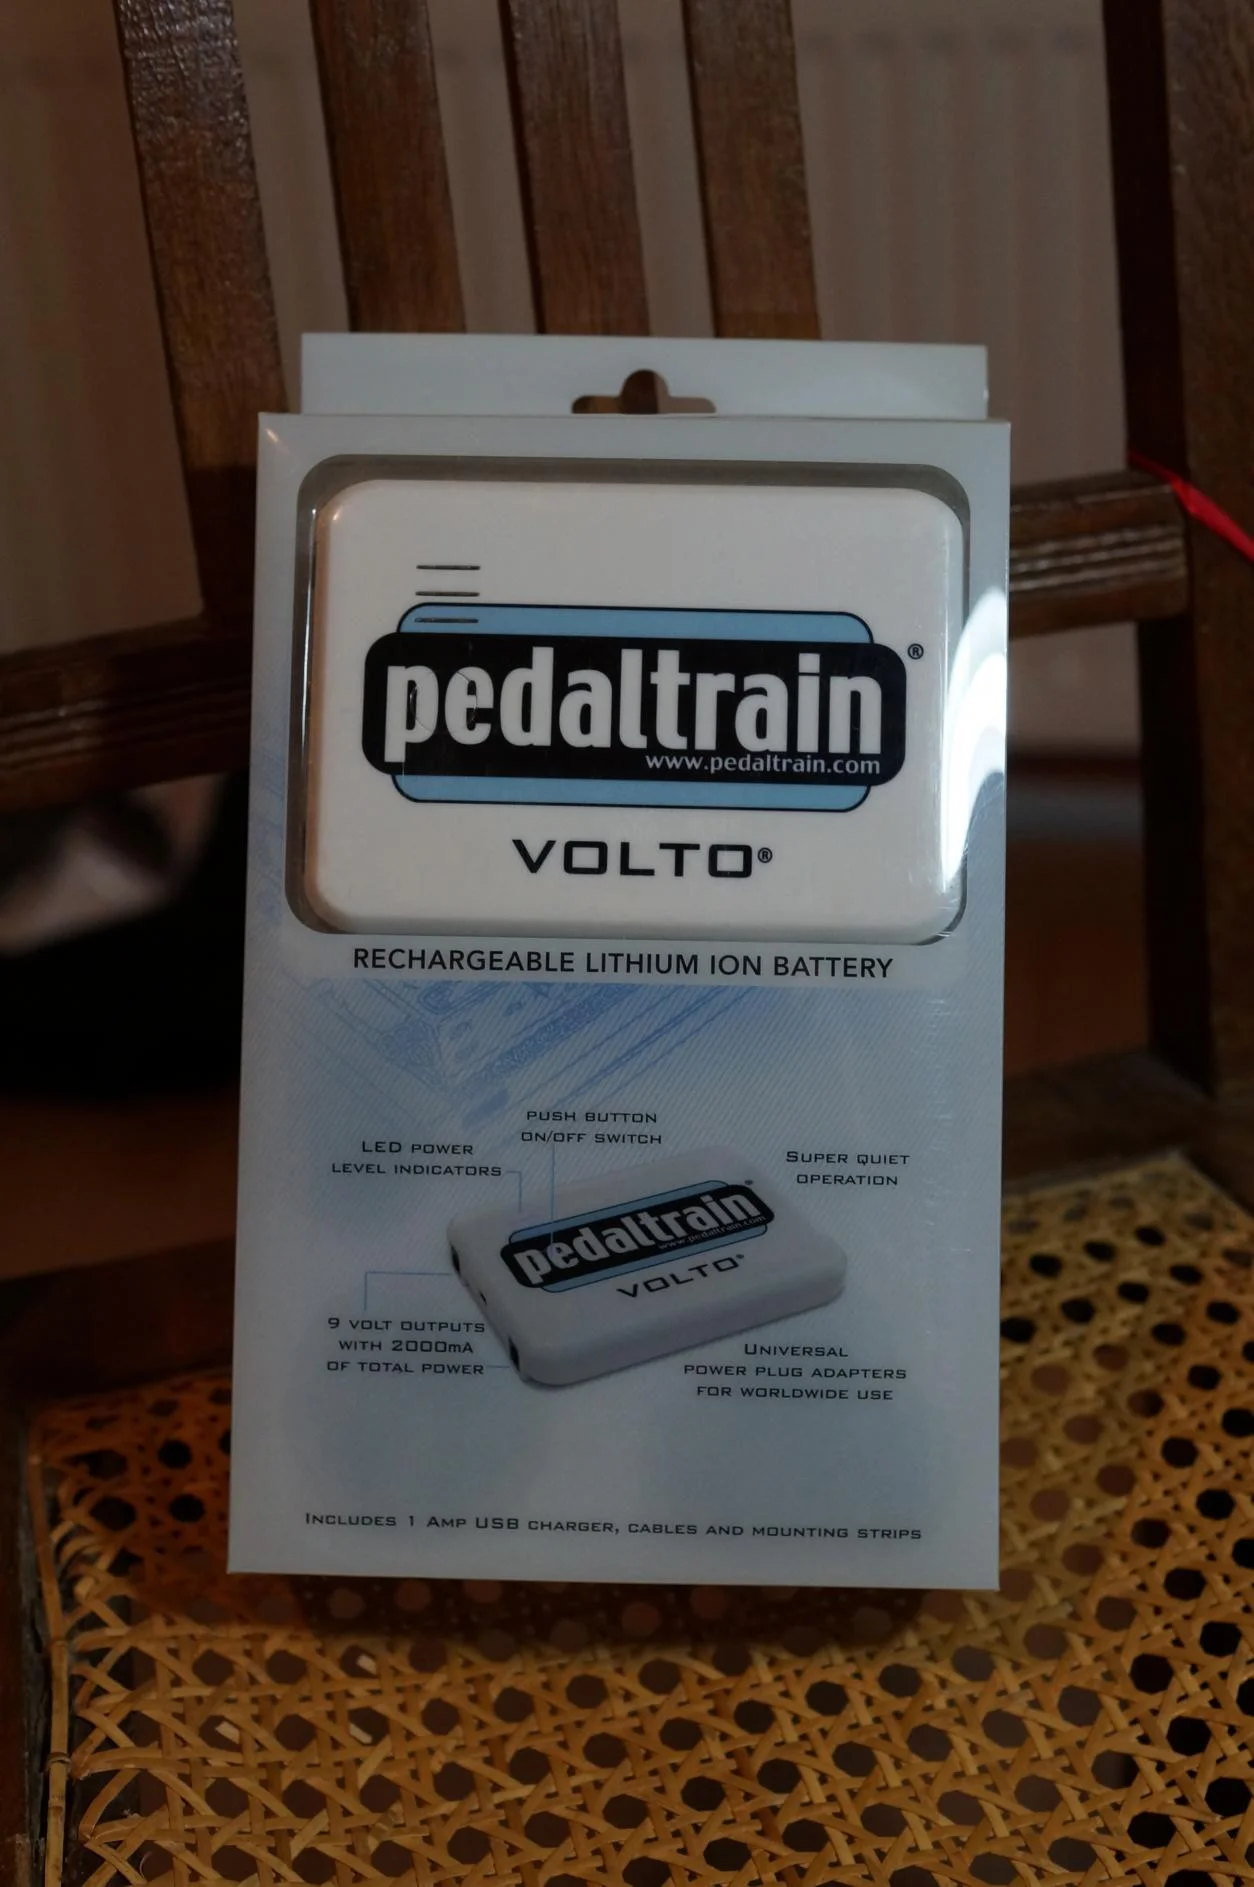 pedaltrain®
www.pedaltrain.com
VOLTO®
RECHARGEABLE LITHIUM ION BATTERY
PUSH BUTTON
ON/OFF SWITCH
LED POWER
LEVEL INDICATORS
SUPER QUIET
OPERATION
pedaltrain®
www.pedaltrain.com
VOLTO®
9 VOLT OUTPUTS
WITH 2000mA
OF TOTAL POWER
UNIVERSAL
POWER PLUG ADAPTERS
FOR WORLDWIDE USE
INCLUDES 1 AMP USB CHARGER, CABLES AND MOUNTING STRIPS